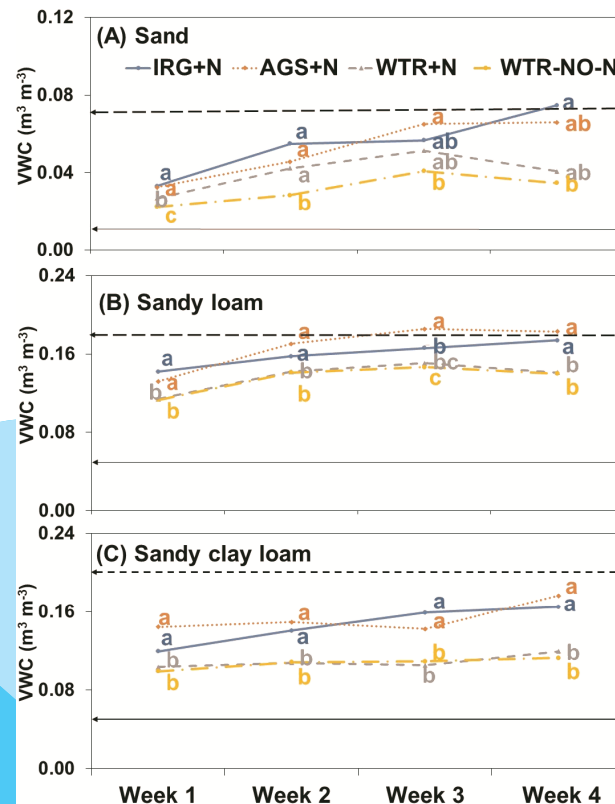 0.12
(A) Sand
IRG+N AGS+N WTR+N WTR-NO-N
0.08
a
a
a
a
ab
a
ab
a
a
ab
ab
0.04
a
b
b
b
b
c
0.00
VWC (m³ m⁻³)
0.24
(B) Sandy loam
a
a
a
0.16
a
a
b
a
b
a
b
bc
b
b
b
c
b
0.08
0.00
VWC (m³ m⁻³)
0.24
(C) Sandy clay loam
a
a
a
a
0.16
a
a
a
a
b
b
b
b
0.08
b
b
b
b
0.00
VWC (m³ m⁻³)
Week 1 Week 2 Week 3 Week 4